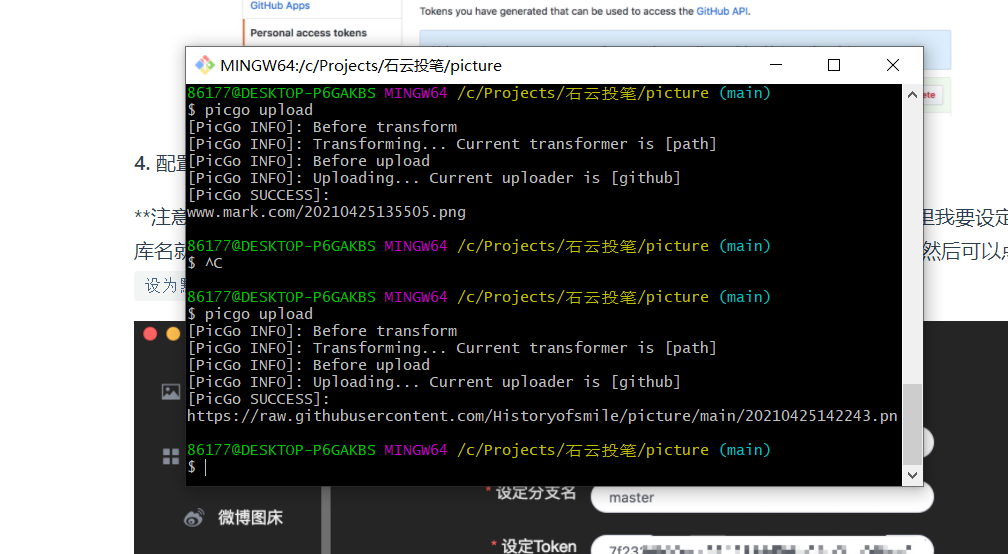 GitHub Apps
Tokens you have generated that can be used to access the GitHub API.
Personal access tokens
MINGW64:/c/Projects/石云投笔/picture
86177@DESKTOP-P6GAKBS MINGW64 /c/Projects/石云投笔/picture (main)
$ picgo upload
[PicGo INFO]: Before transform
[PicGo INFO]: Transforming... Current transformer is [path]
[PicGo INFO]: Before upload
[PicGo INFO]: Uploading... Current uploader is [github]
[PicGo SUCCESS]:
www.mark.com/20210425135505.png
86177@DESKTOP-P6GAKBS MINGW64 /c/Projects/石云投笔/picture (main)
$ ^C
86177@DESKTOP-P6GAKBS MINGW64 /c/Projects/石云投笔/picture (main)
$ picgo upload
[PicGo INFO]: Before transform
[PicGo INFO]: Transforming... Current transformer is [path]
[PicGo INFO]: Before upload
[PicGo INFO]: Uploading... Current uploader is [github]
[PicGo SUCCESS]:
https://raw.githubusercontent.com/Historyofsmile/picture/main/20210425142243.pn
86177@DESKTOP-P6GAKBS MINGW64 /c/Projects/石云投笔/picture (main)
$
4. 配置
**注意 里我要设定
库名就 然后可以点
设为默
* 设定分支名 master
微博图床
* 设定Token 7f23